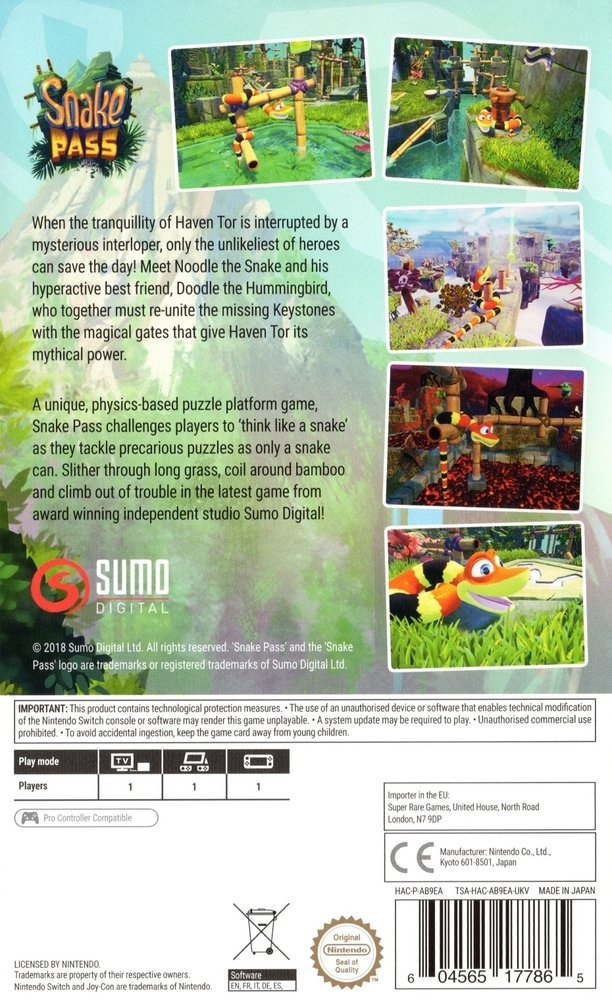 Snake
PASS
When the tranquillity of Haven Tor is interrupted by a
mysterious interloper, only the unlikeliest of heroes
can save the day! Meet Noodle the Snake and his
hyperactive best friend, Doodle the Hummingbird,
who together must re-unite the missing Keystones
with the magical gates that give Haven Tor its
mythical power.
A unique, physics-based puzzle platform game,
Snake Pass challenges players to 'think like a snake'
as they tackle precarious puzzles as only a snake
can. Slither through long grass, coil around bamboo
and climb out of trouble in the latest game from
award winning independent studio Sumo Digital!
SUMO
DIGITAL
© 2018 Sumo Digital Ltd. All rights reserved. 'Snake Pass' and the 'Snake
Pass' logo are trademarks or registered trademarks of Sumo Digital Ltd.
IMPORTANT: This product contains technological protection measures. • The use of an unauthorised device or software that enables technical modification
of the Nintendo Switch console or software may render this game unplayable. • A system update may be required to play. • Unauthorised commercial use
prohibited. • To avoid accidental ingestion, keep the game card away from young children.
Play mode TV
Players 1 1 1
Pro Controller Compatible
Importer in the EU:
Super Rare Games, United House, North Road
London, N7 9DP
CE
Manufacturer: Nintendo Co., Ltd.,
Kyoto 601-8501, Japan
HAC-P-AB9EA TSA-HAC-AB9EA-UKV MADE IN JAPAN
LICENSED BY NINTENDO.
Trademarks are property of their respective owners.
Nintendo Switch and Joy-Con are trademarks of Nintendo.
Software
EN, FR, IT, DE, ES,
Original
Nintendo
Seal of
Quality
TM
6 04565 17786 5